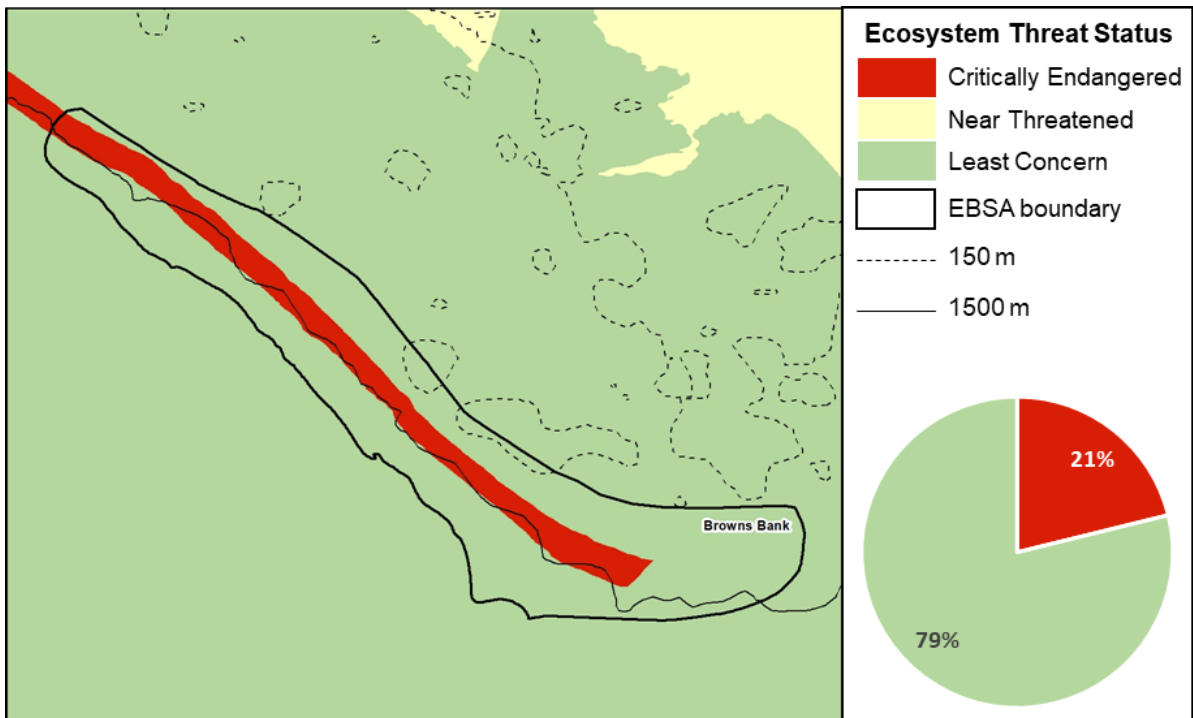 Ecosystem Threat Status
Critically Endangered
Near Threatened
Least Concern
EBSA boundary
150 m
1500 m
Browns Bank
21%
79%